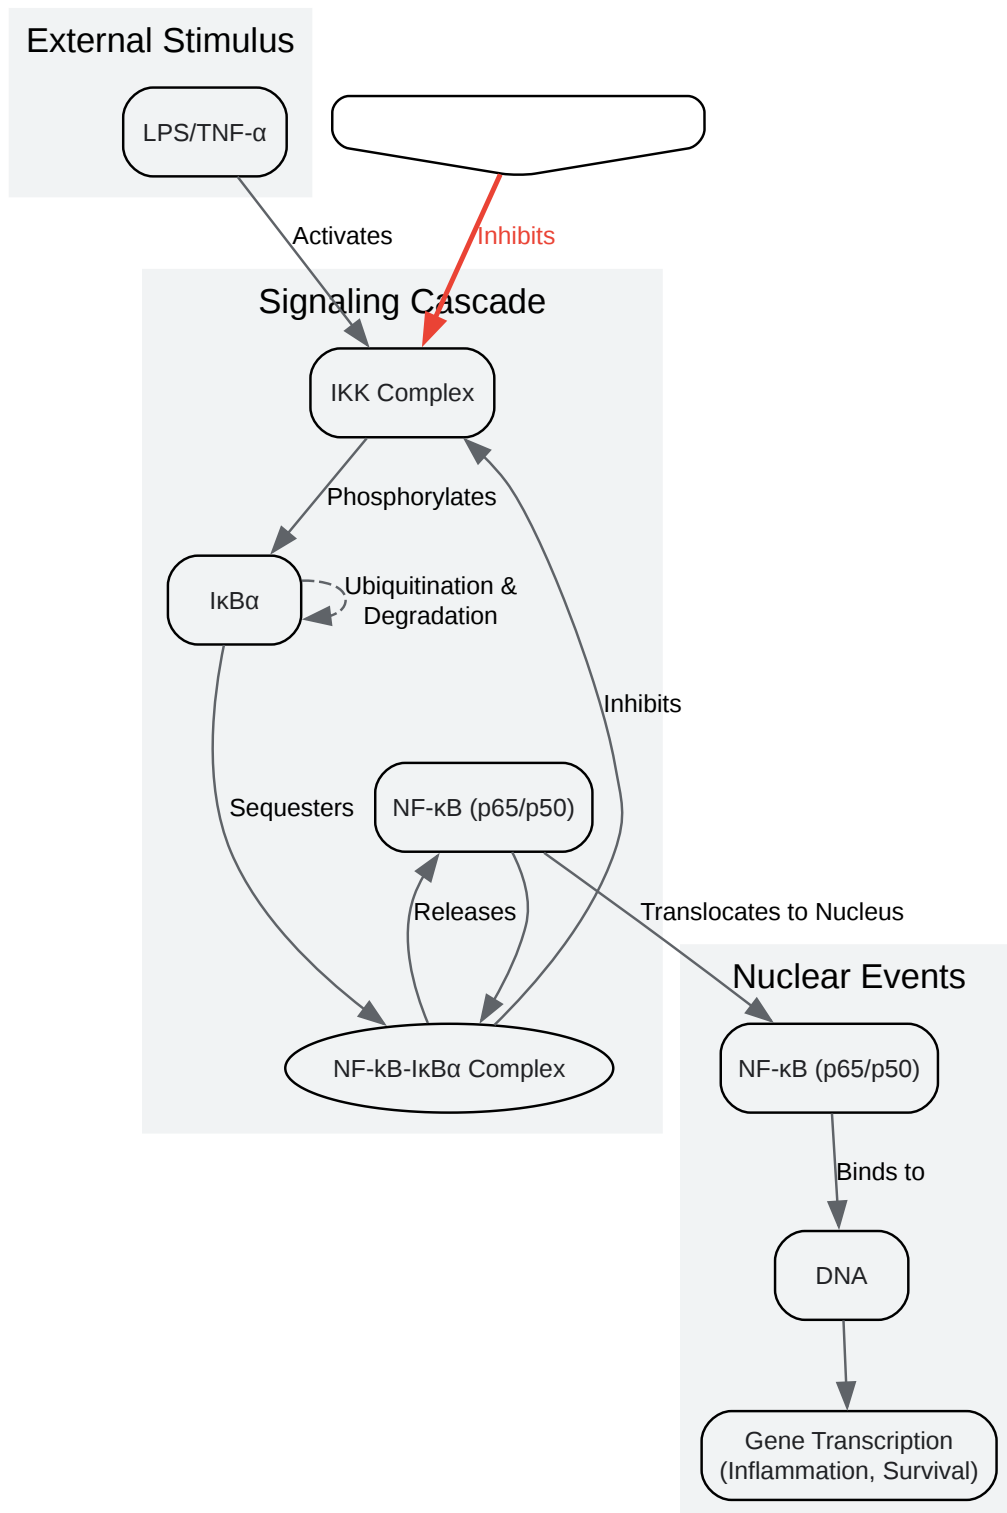 External Stimulus
LPS/TNF-α
Activates
Inhibits
Signaling Cascade
IKK Complex
Phosphorylates
IκBα
Ubiquitination &
Degradation
Inhibits
Sequesters
NF-κB (p65/p50)
Releases
Translocates to Nucleus
Nuclear Events
NF-kB-IκBα Complex
NF-κB (p65/p50)
Binds to
DNA
Gene Transcription
(Inflammation, Survival)